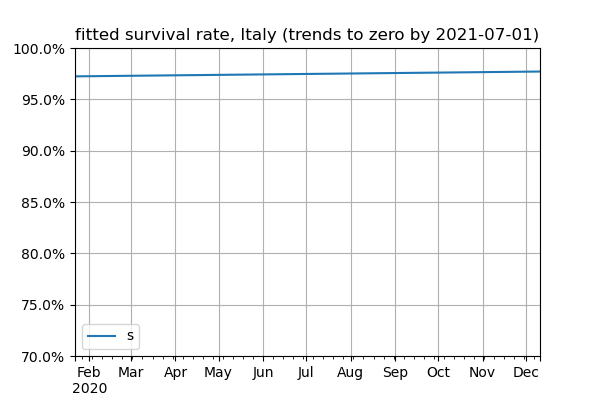 fitted survival rate, Italy (trends to zero by 2021-07-01)
100.0%
95.0%
90.0%
85.0%
80.0%
75.0%
70.0%
s
Feb Mar Apr May Jun Jul Aug Sep Oct Nov Dec
2020